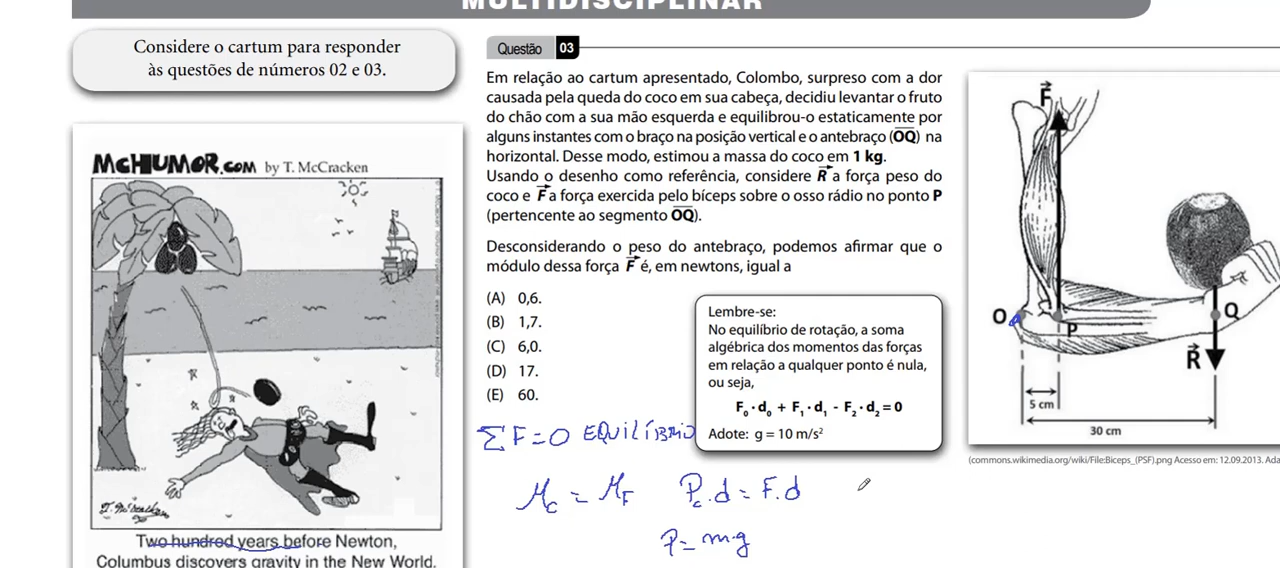 MULTIDISCIPLINAR
Considere o cartum para responder
às questões de números 02 e 03.
McHUMOR.com by T. McCracken
Two hundred years before Newton,
Columbus discovers gravity in the New World.
Questão 03
Em relação ao cartum apresentado, Colombo, surpreso com a dor
causada pela queda do coco em sua cabeça, decidiu levantar o fruto
do chão com a sua mão esquerda e equilibrou-o estaticamente por
alguns instantes com o braço na posição vertical e o antebraço (OQ) na
horizontal. Desse modo, estimou a massa do coco em 1 kg.
Usando o desenho como referência, considere R a força peso do
coco e F a força exercida pelo bíceps sobre o osso rádio no ponto P
(pertencente ao segmento OQ).
Desconsiderando o peso do antebraço, podemos afirmar que o
módulo dessa força F é, em newtons, igual a
(A) 0,6.
(B) 1,7.
(C) 6,0.
(D) 17.
(E) 60.
Lembre-se:
No equilíbrio de rotação, a soma
algébrica dos momentos das forças
em relação a qualquer ponto é nula,
ou seja,
F₀ · d₀ + F₁ · d₁ - F₂ · d₂ = 0
Adote: g = 10 m/s²
ΣF=0 EQUILÍBRIO
Mc = MF Pc.d = F.d
P=m.g
F
O
P
Q
R
5 cm
30 cm
(commons.wikimedia.org/wiki/File:Biceps_(PSF).png Acesso em: 12.09.2013. Ada